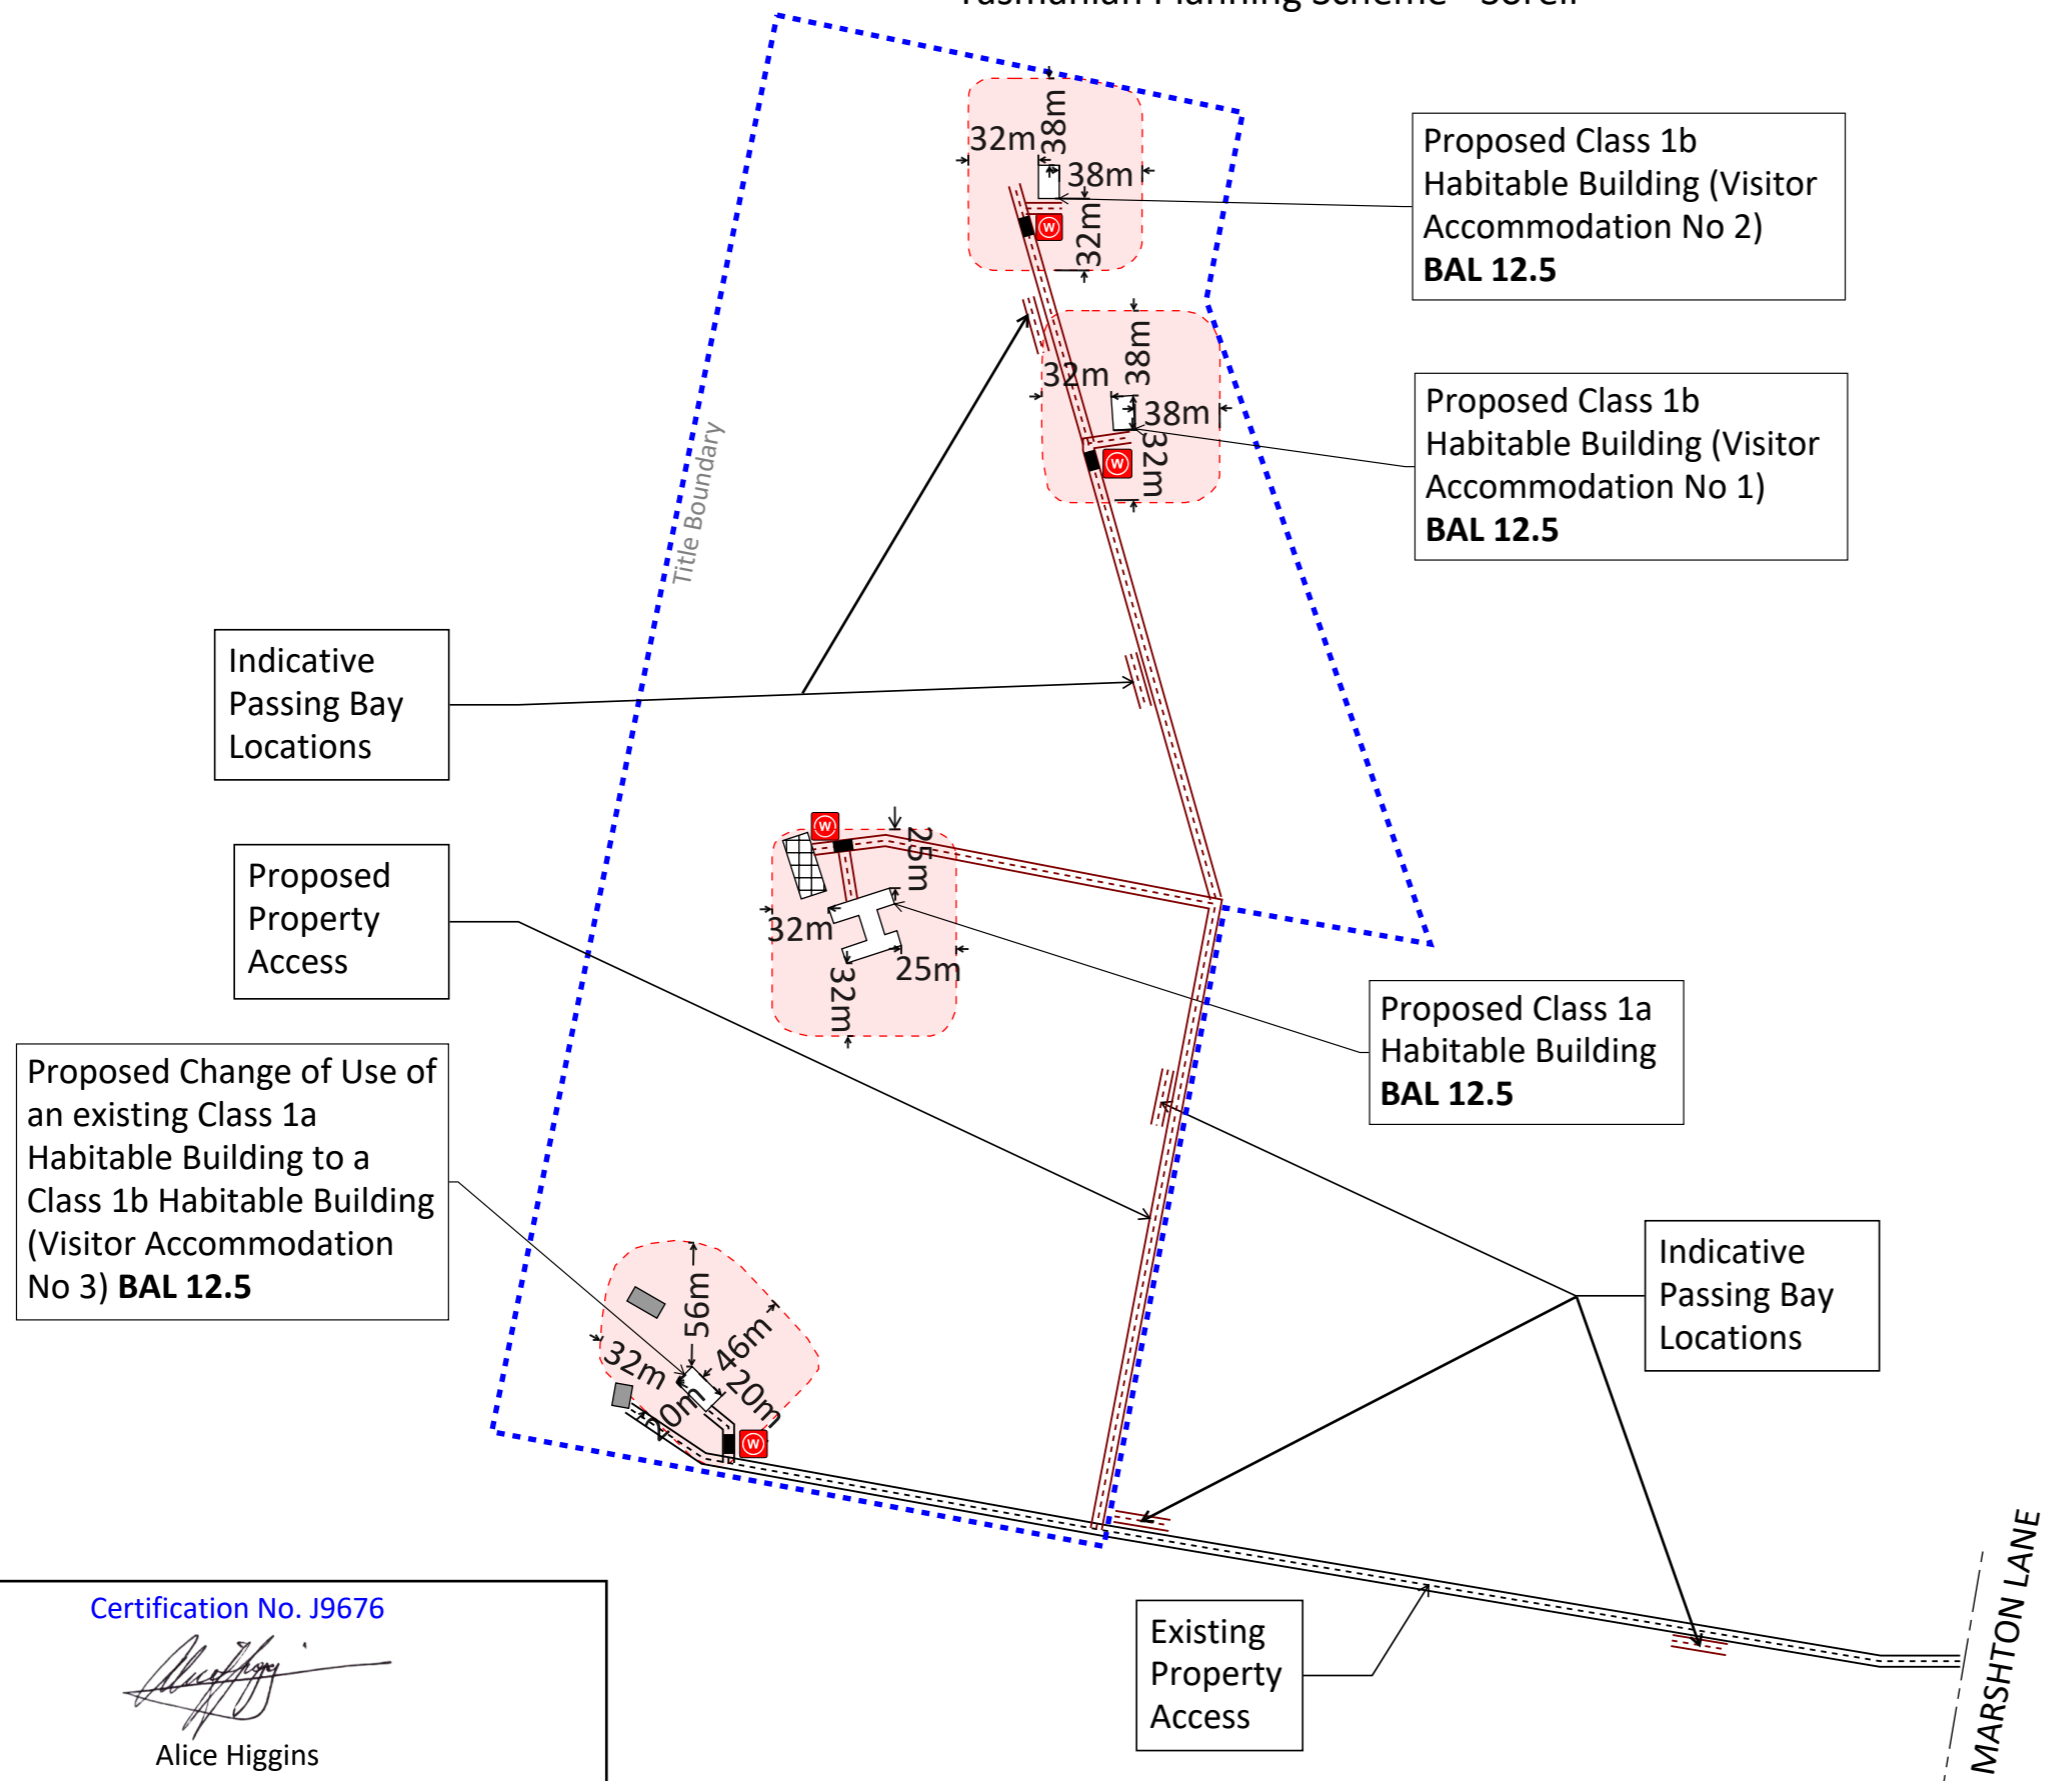 Tasmanian Planning Scheme - Sorell
38m
32m
38m
32m
W
Proposed Class 1b
Habitable Building (Visitor
Accommodation No 2)
BAL 12.5
38m
32m
38m
32m
W
Proposed Class 1b
Habitable Building (Visitor
Accommodation No 1)
BAL 12.5
Title Boundary
Indicative
Passing Bay
Locations
W
25m
32m
25m
32m
Proposed
Property
Access
Proposed Class 1a
Habitable Building
BAL 12.5
Proposed Change of Use of
an existing Class 1a
Habitable Building to a
Class 1b Habitable Building
(Visitor Accommodation
No 3) BAL 12.5
56m
46m
32m
20m
W
Indicative
Passing Bay
Locations
Existing
Property
Access
MARSHTON LANE
Certification No. J9676
Alice Higgins